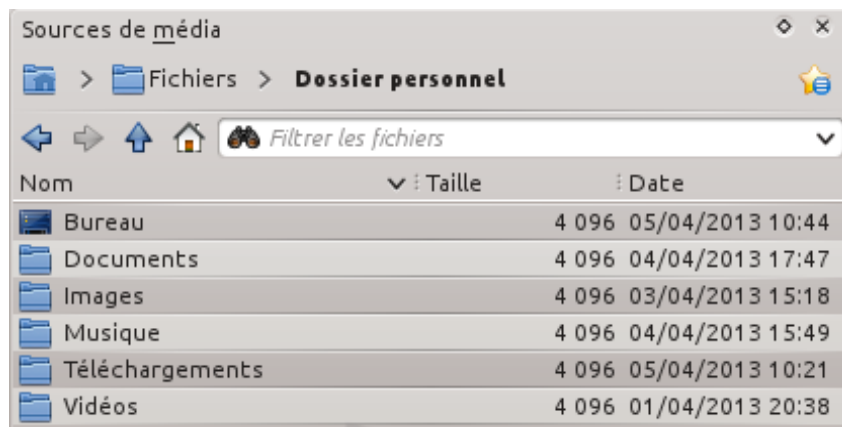 Sources de média
> Fichiers > Dossier personnel
Filtrer les fichiers
Nom Taille Date
Bureau 4 096 05/04/2013 10:44
Documents 4 096 04/04/2013 17:47
Images 4 096 03/04/2013 15:18
Musique 4 096 04/04/2013 15:49
Téléchargements 4 096 05/04/2013 10:21
Vidéos 4 096 01/04/2013 20:38